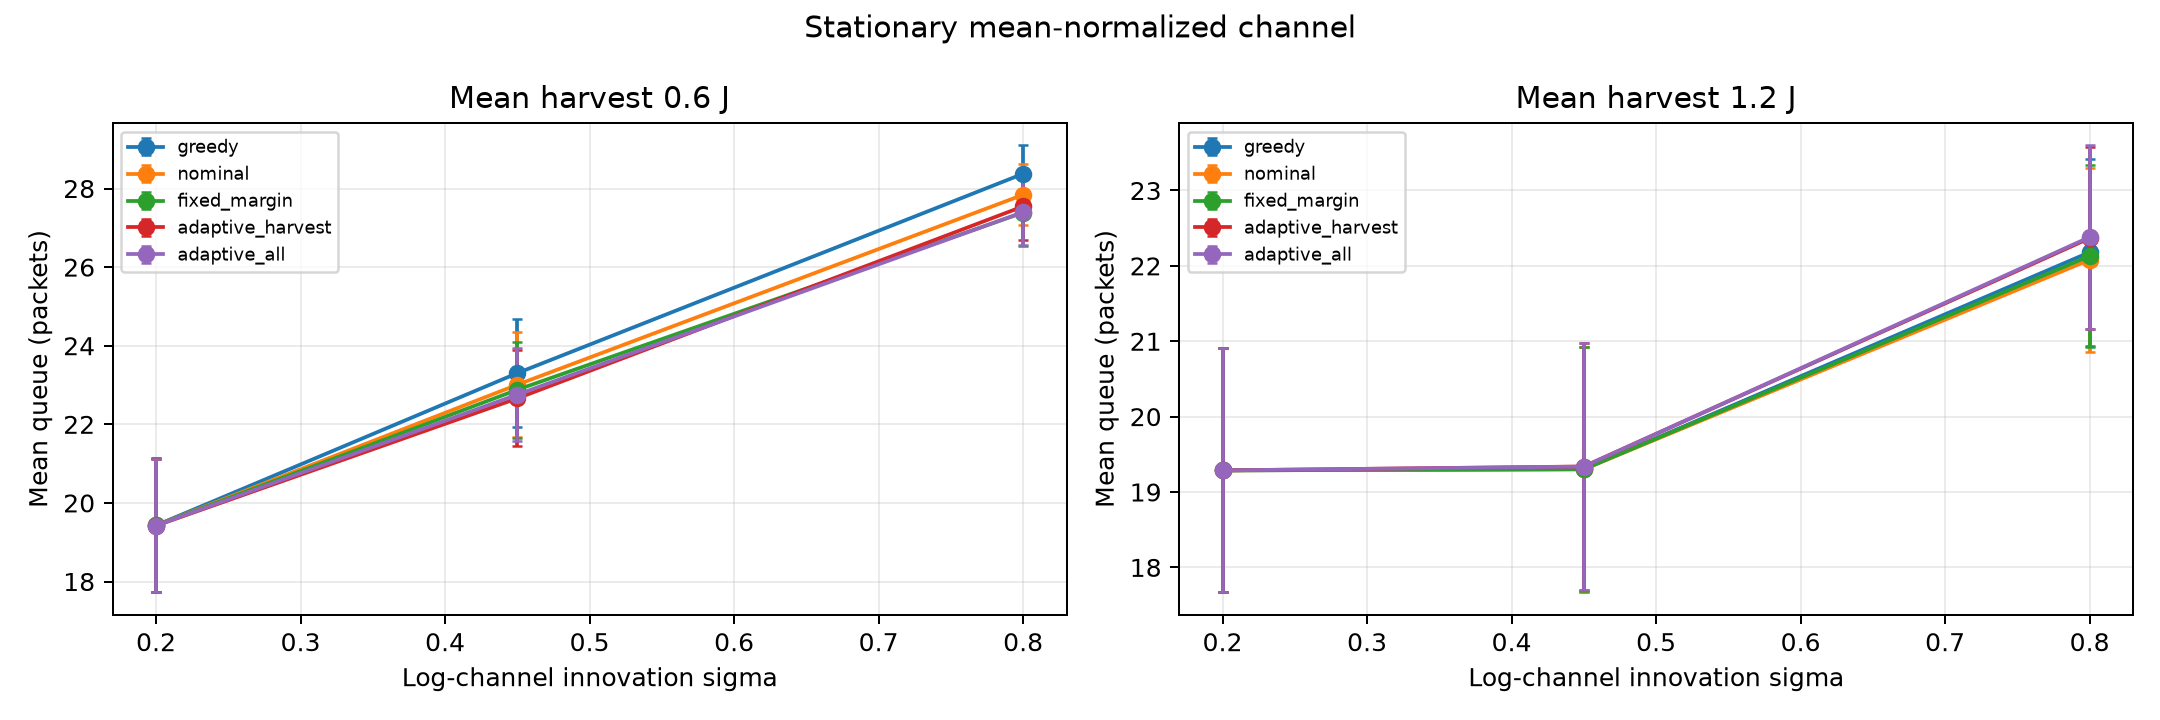 Stationary mean-normalized channel
Mean harvest 0.6 J
greedy
nominal
fixed_margin
adaptive_harvest
adaptive_all
Mean queue (packets)
28
26
24
22
20
18
0.2 0.3 0.4 0.5 0.6 0.7 0.8
Log-channel innovation sigma
Mean harvest 1.2 J
greedy
nominal
fixed_margin
adaptive_harvest
adaptive_all
Mean queue (packets)
23
22
21
20
19
18
0.2 0.3 0.4 0.5 0.6 0.7 0.8
Log-channel innovation sigma